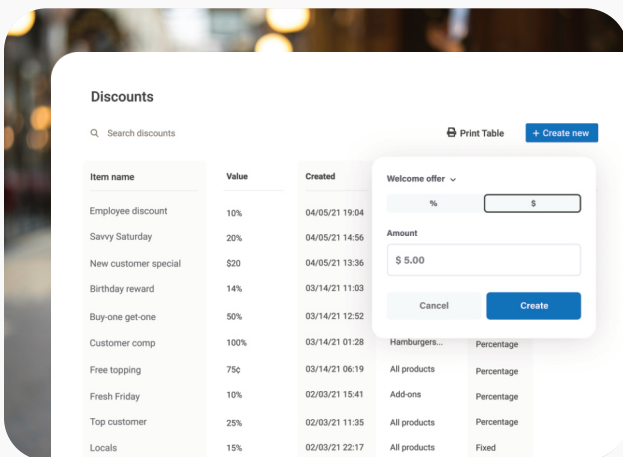 Discounts
Search discounts
Print Table
+ Create new
Item name Value Created
Welcome offer
% $
Amount
$ 5.00
Cancel Create
Employee discount 10% 04/05/21 19:04
Savvy Saturday 20% 04/05/21 14:56
New customer special $20 04/05/21 13:36
Birthday reward 14% 03/14/21 11:03
Buy-one get-one 50% 03/14/21 12:52
Customer comp 100% 03/14/21 01:28 Hamburgers... Percentage
Free topping 75¢ 03/14/21 06:19 All products Percentage
Fresh Friday 10% 02/03/21 15:41 Add-ons Percentage
Top customer 25% 02/03/21 11:35 All products Percentage
Locals 15% 02/03/21 22:17 All products Fixed